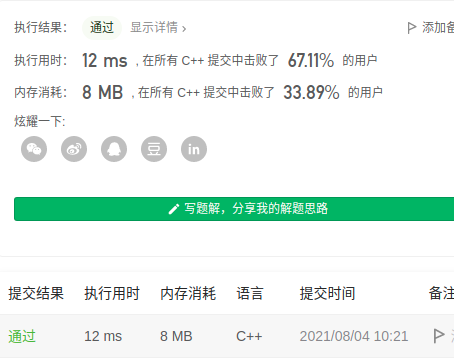 执行结果： 通过 显示详情 › 添加备
执行用时： 12 ms , 在所有 C++ 提交中击败了 67.11% 的用户
内存消耗： 8 MB , 在所有 C++ 提交中击败了 33.89% 的用户
炫耀一下:
豆 in
写题解，分享我的解题思路
提交结果 执行用时 内存消耗 语言 提交时间 备注
通过 12 ms 8 MB C++ 2021/08/04 10:21